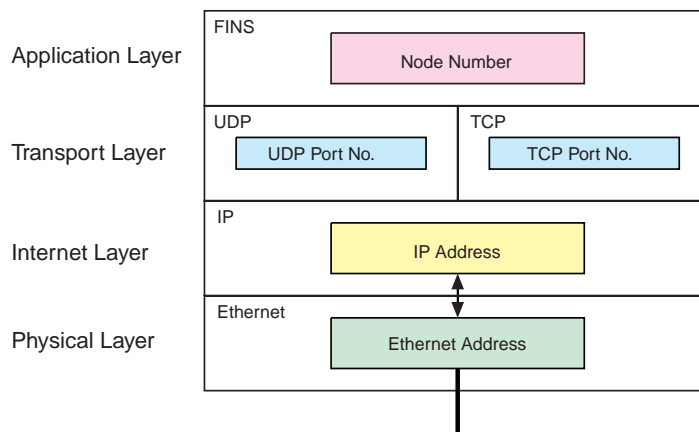 FINS
Application Layer
Node Number
UDP
TCP
Transport Layer
UDP Port No.
TCP Port No.
IP
Internet Layer
IP Address
Ethernet
Physical Layer
Ethernet Address